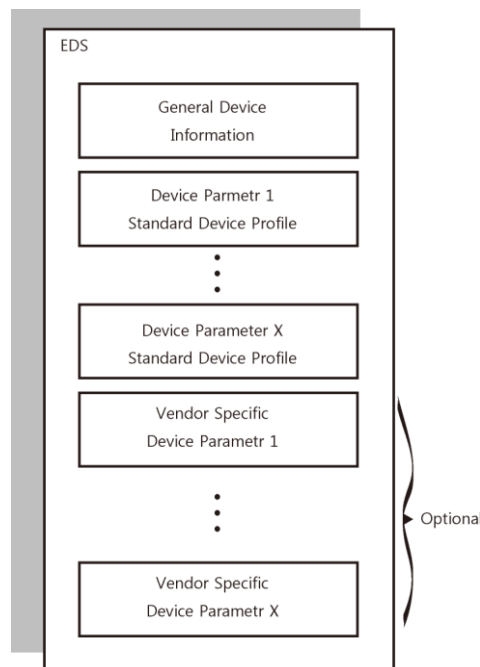 EDS
General Device
Information
Device Parmetr 1
Standard Device Profile
Device Parameter X
Standard Device Profile
Vendor Specific
Device Parametr 1
Optional
Vendor Specific
Device Parametr X